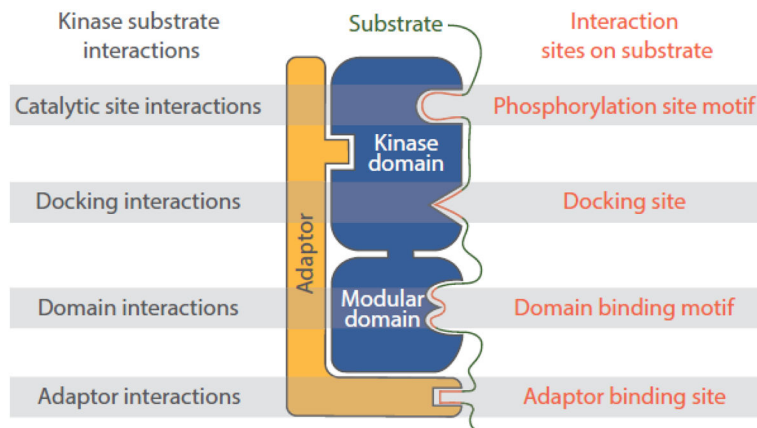 Kinase substrate
interactions
Substrate
Interaction
sites on substrate
Catalytic site interactions
Phosphorylation site motif
Kinase
domain
Docking interactions
Docking site
Adaptor
Domain interactions
Modular
domain
Domain binding motif
Adaptor interactions
Adaptor binding site